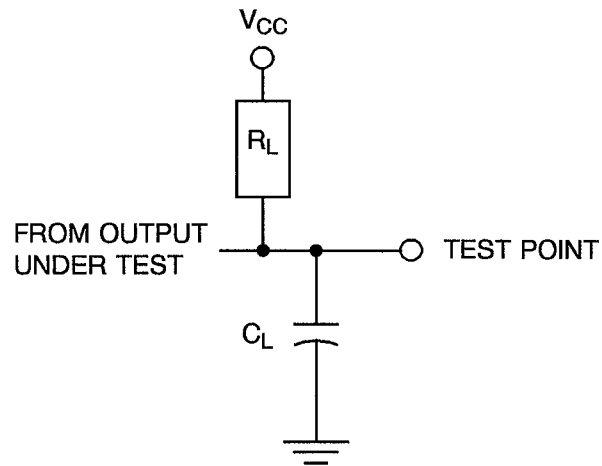 VCC
RL
FROM OUTPUT
UNDER TEST
TEST POINT
CL